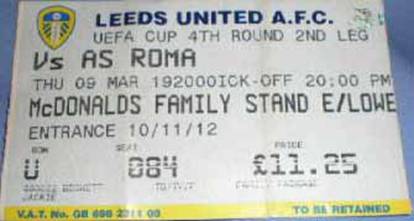 LEEDS UNITED A.F.C.
UEFA CUP 4TH ROUND 2ND LEG
Vs AS ROMA
THU 09 MAR 192000ICK-OFF 20:00 PM
McDONALDS FAMILY STAND E/LOWE
ENTRANCE 10/11/12
ROW SEAT PRICE
U 084 £11.25
JACKIE
FAMILY PACKAGE
V.A.T. No. GB TO BE RETAINED